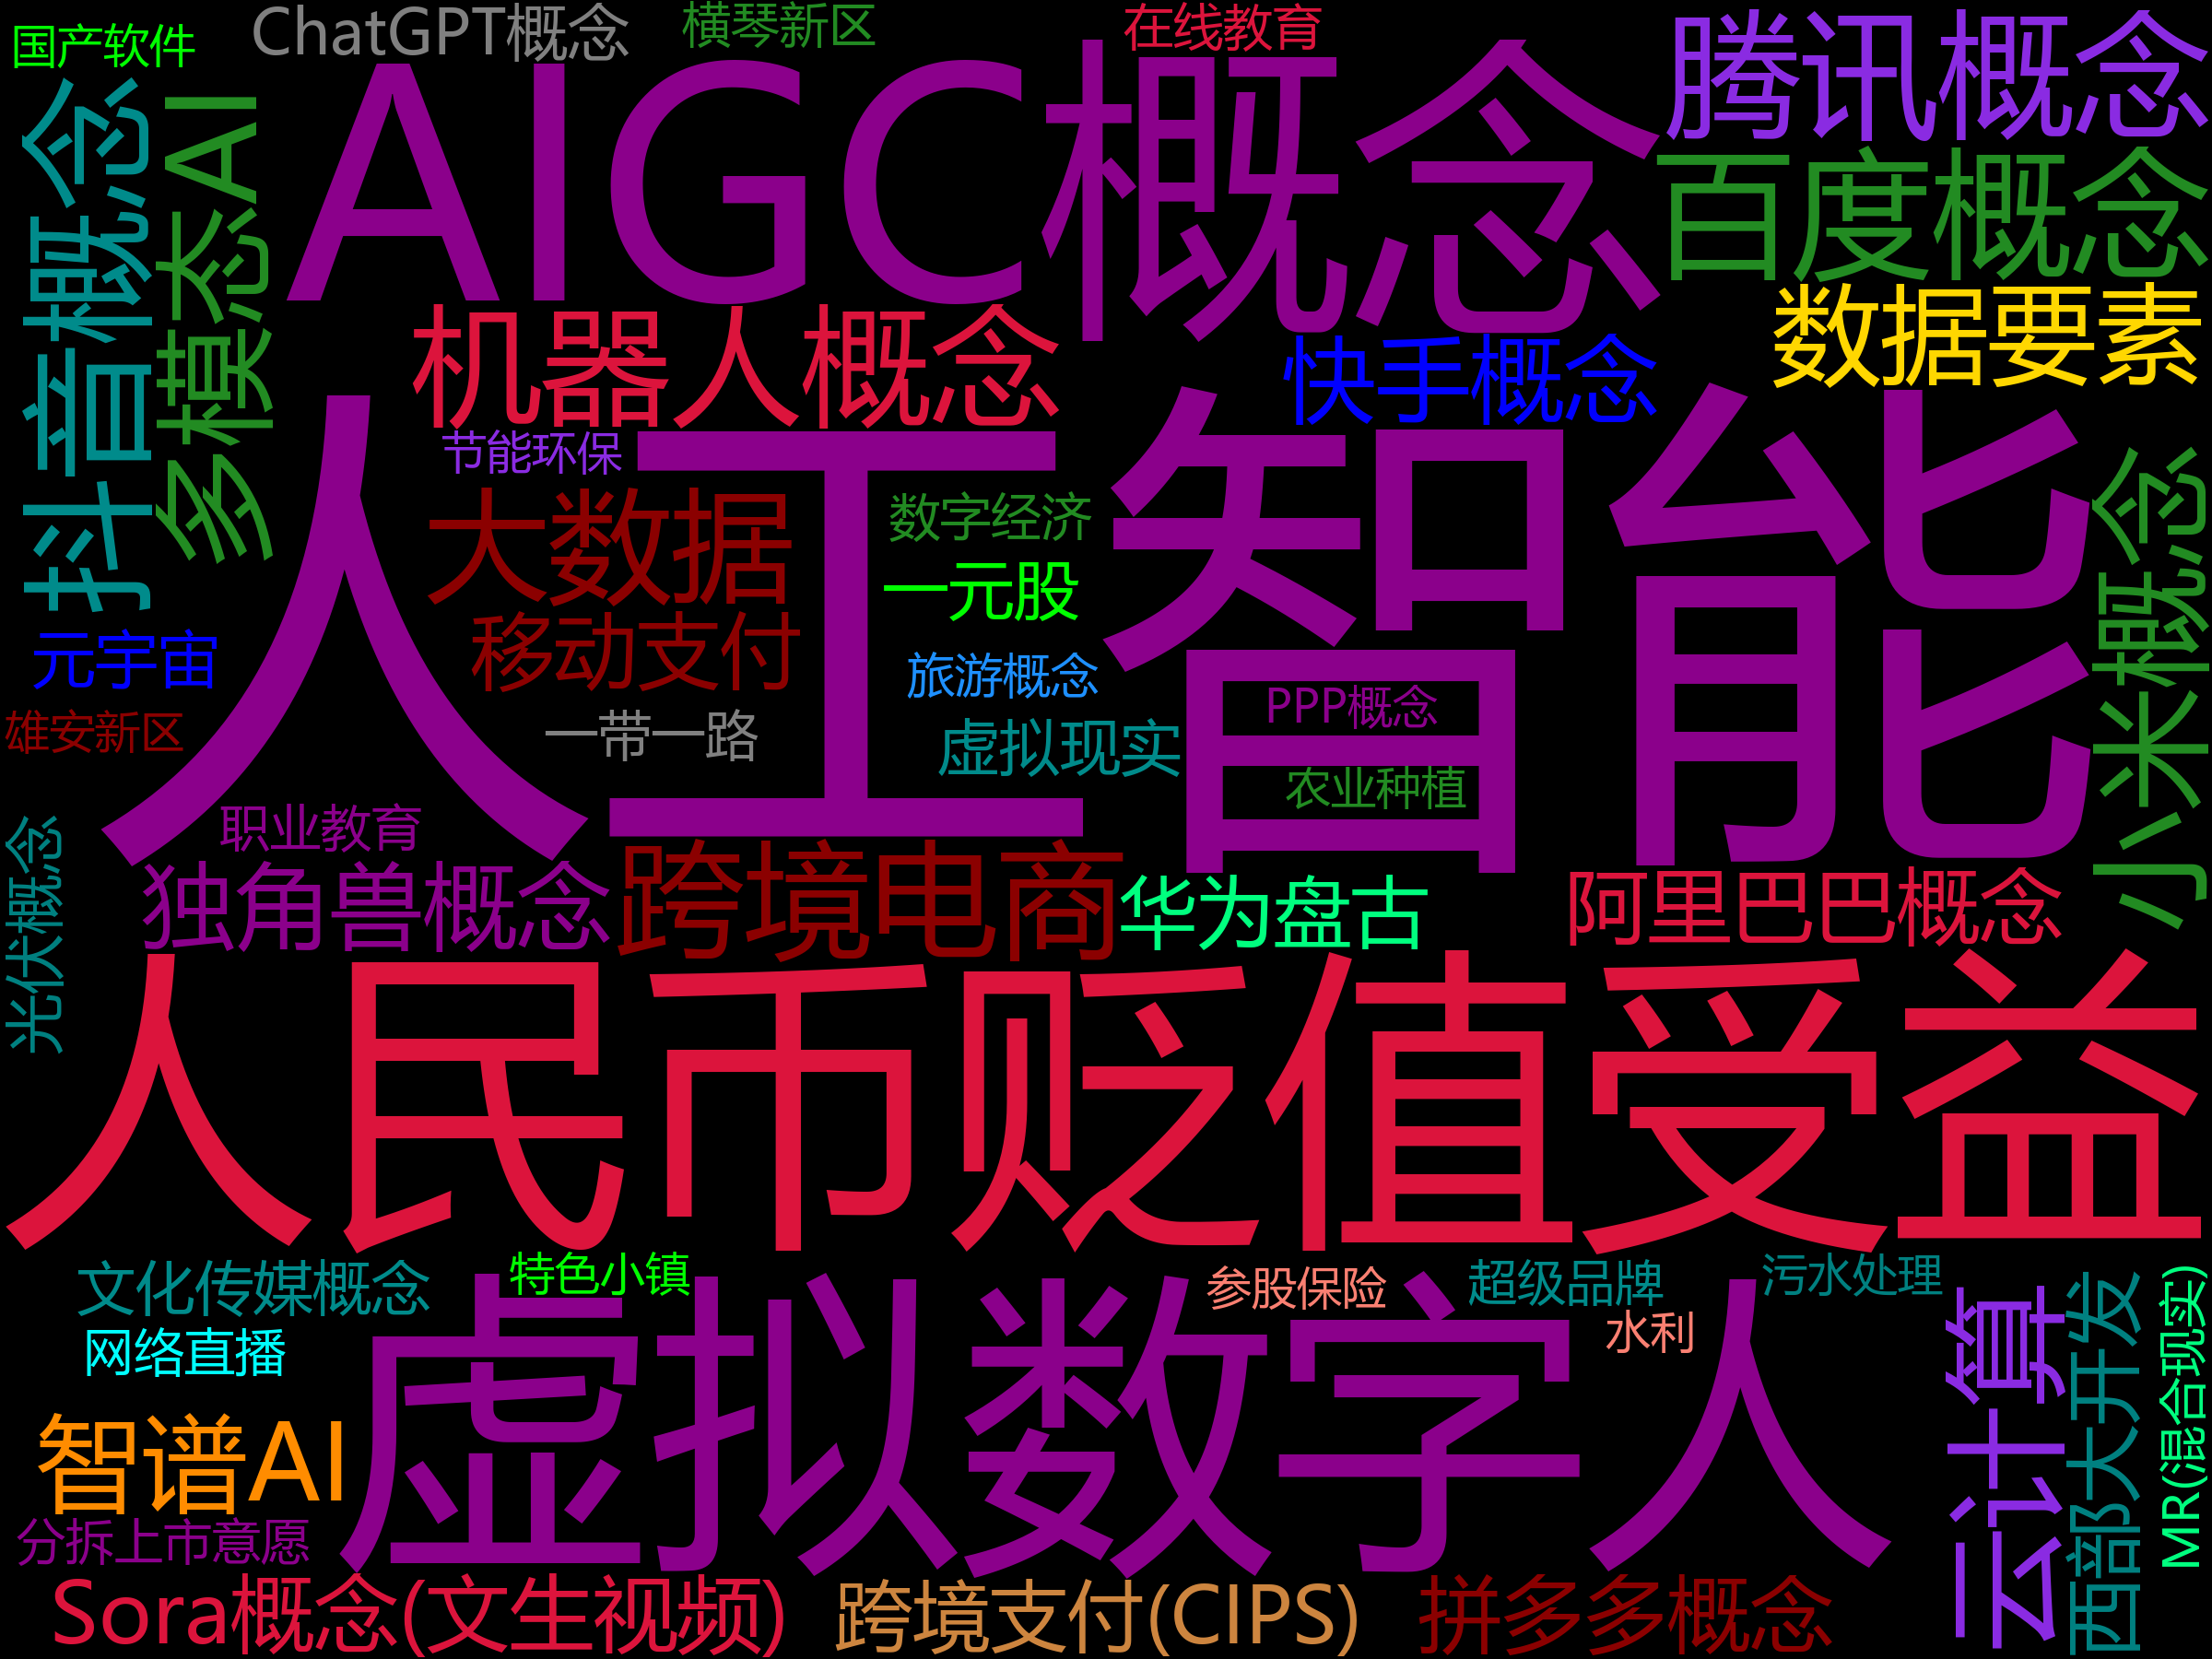 国产软件
ChatGPT概念
横琴新区
在线教育
腾讯概念
AIGC概念
抖音概念
多模态AI
百度概念
数据要素
机器人概念
快手概念
人工智能
节能环保
大数据
数字经济
一元股
移动支付
元宇宙
旅游概念
小米概念
雄安新区
一带一路
虚拟现实
PPP概念
农业种植
职业教育
光伏概念
独角兽概念
跨境电商
华为盘古
阿里巴巴概念
人民币贬值受益
文化传媒概念
特色小镇
参股保险
超级品牌
污水处理
水利
网络直播
虚拟数字人
云计算
西部大开发
MR(混合现实)
智谱AI
分拆上市意愿
Sora概念(文生视频)
跨境支付(CIPS)
拼多多概念